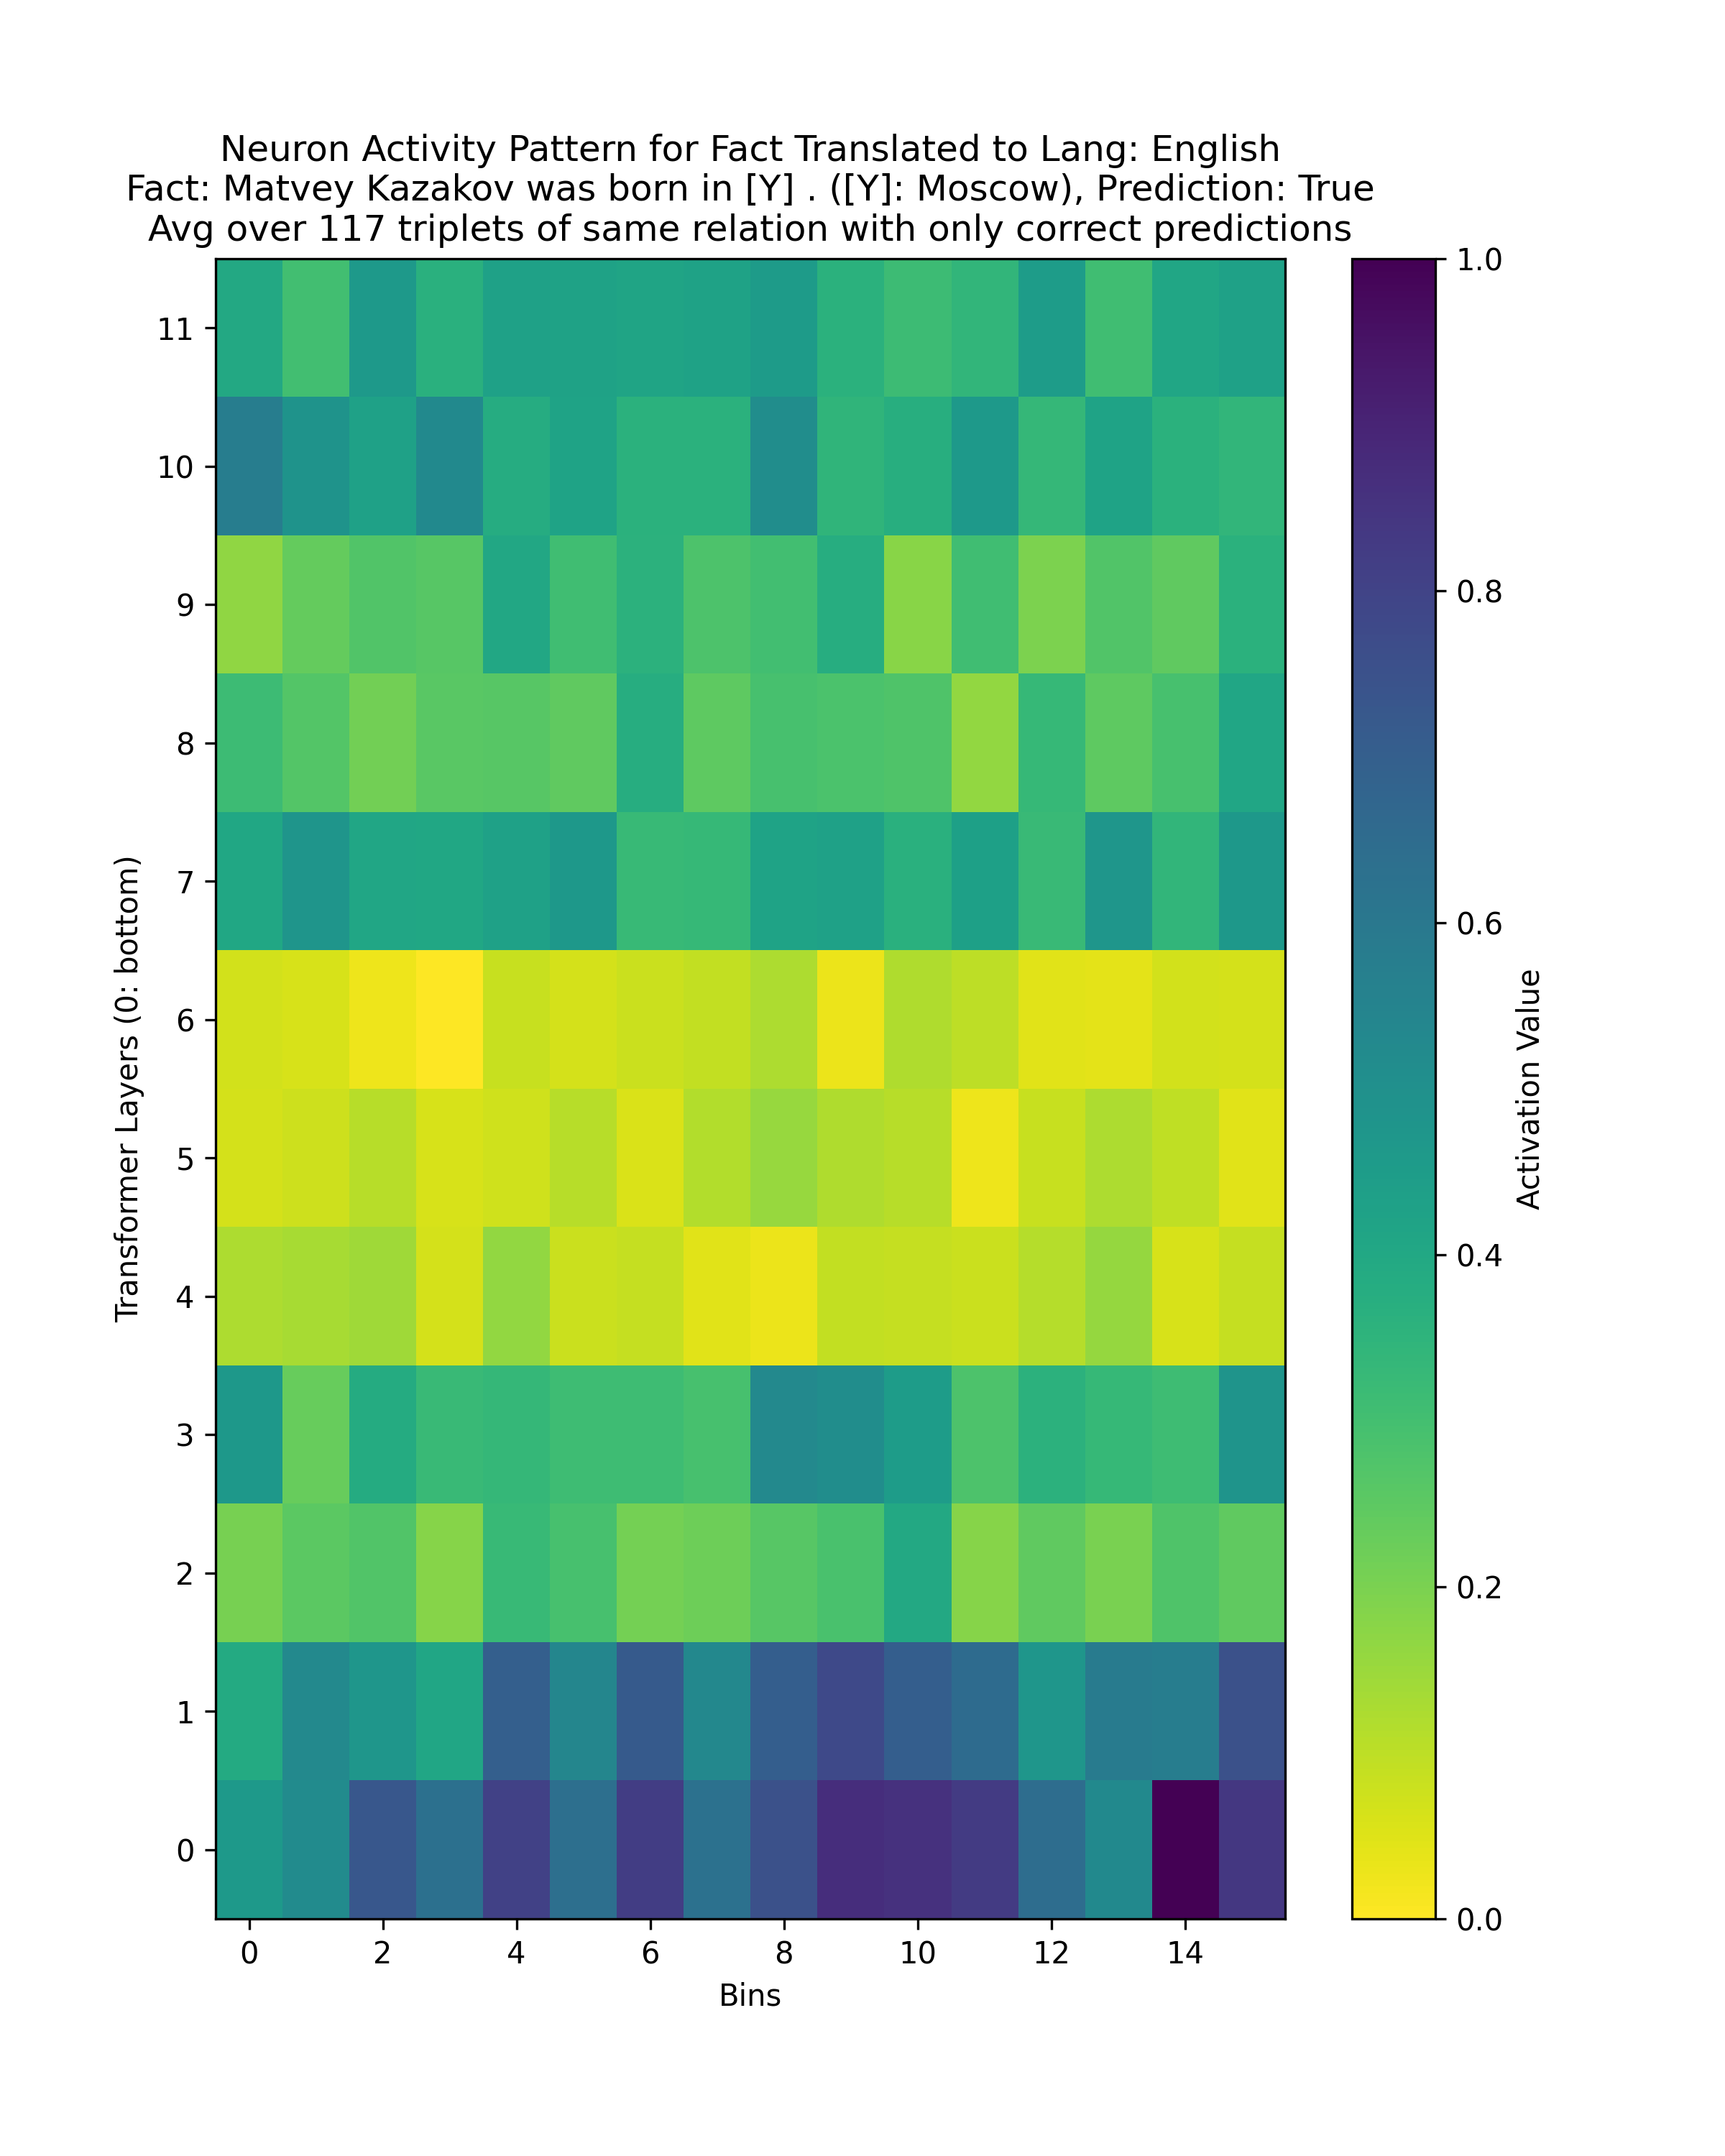 Neuron Activity Pattern for Fact Translated to Lang: English
Fact: Matvey Kazakov was born in [Y] . ([Y]: Moscow), Prediction: True
Avg over 117 triplets of same relation with only correct predictions
Transformer Layers (0: bottom)
11
10
9
8
7
6
5
4
3
2
1
0
0 2 4 6 8 10 12 14
Bins
1.0
0.8
0.6
0.4
0.2
0.0
Activation Value